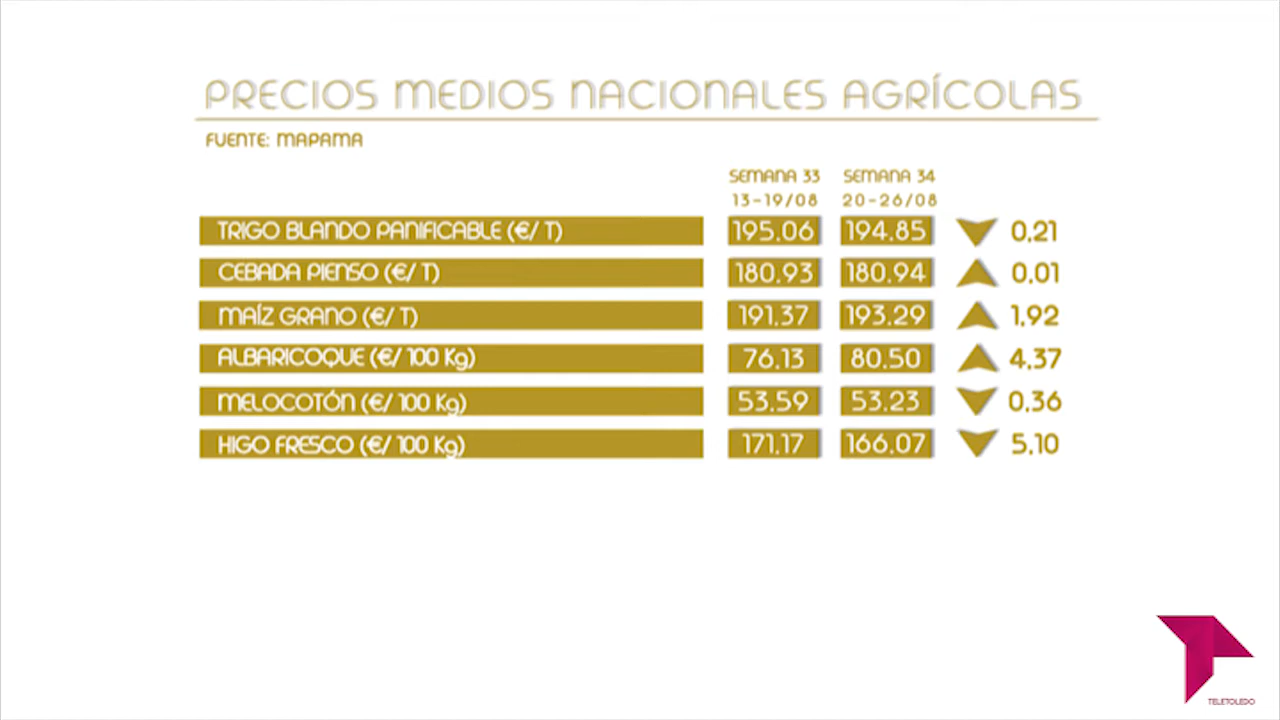 PRECIOS MEDIOS NACIONALES AGRÍCOLAS
FUENTE: MAPAMA
SEMANA 33 SEMANA 34
13-19/08 20-26/08
TRIGO BLANDO PANIFICABLE (€/ T) 195.06 194.85 0,21
CEBADA PIENSO (€/ T) 180.93 180.94 0.01
MAÍZ GRANO (€/ T) 191.37 193.29 1.92
ALBARICOQUE (€/ 100 Kg) 76.13 80.50 4,37
MELOCOTÓN (€/ 100 Kg) 53.59 53.23 0,36
HIGO FRESCO (€/ 100 Kg) 171.17 166.07 5.10
TELETOLEDO